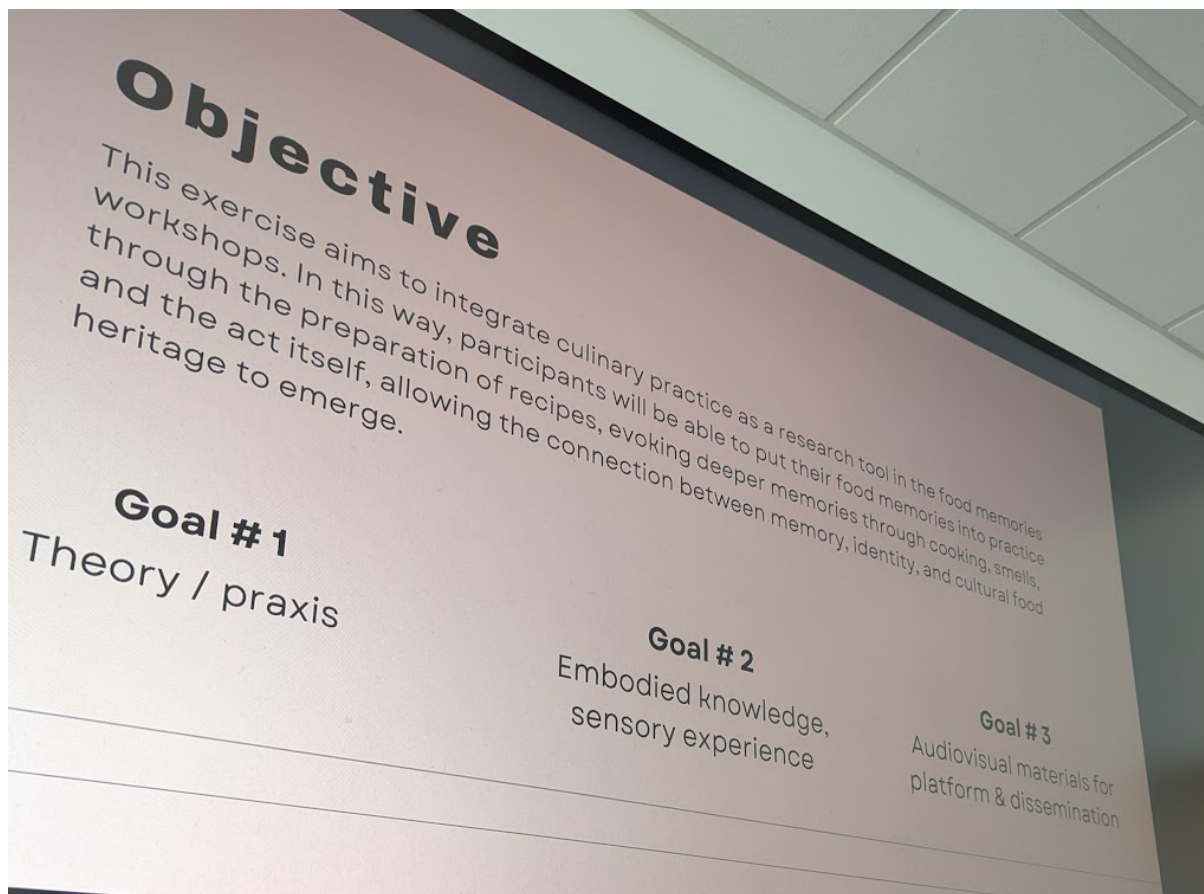 Objective
This exercise aims to integrate culinary practice as a research tool in the food memories
workshops. In this way, participants will be able to put their food memories into practice
through the preparation of recipes, evoking deeper memories through cooking, smells,
and the act itself, allowing the connection between memory, identity, and cultural food
heritage to emerge.
Goal # 1
Theory / praxis
Goal # 2
Embodied knowledge,
sensory experience
Goal # 3
Audiovisual materials for
platform & dissemination